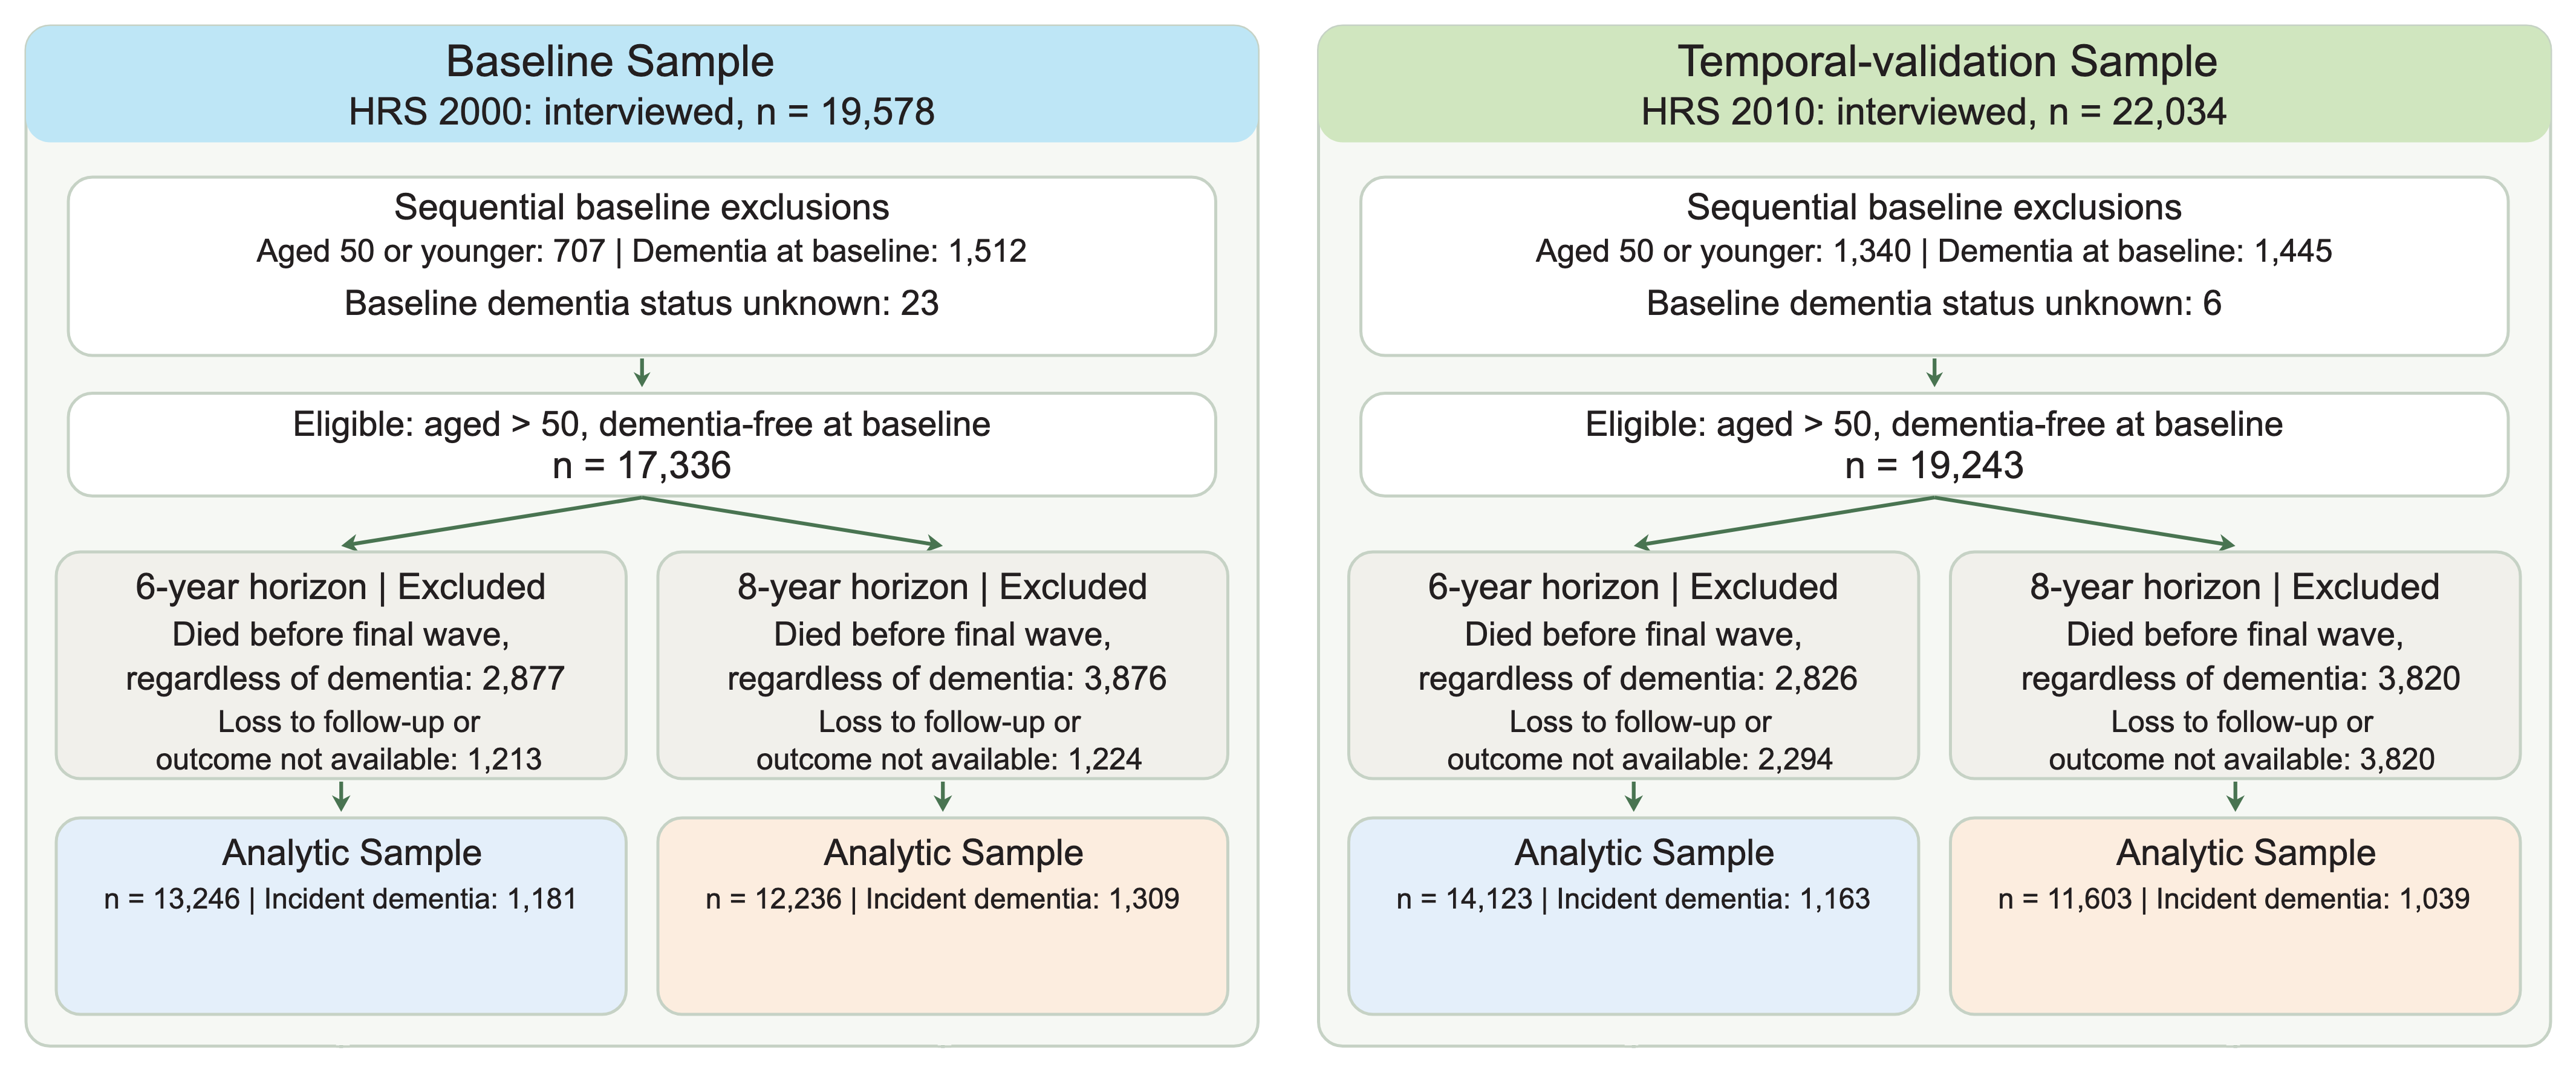 Baseline Sample
HRS 2000: interviewed, n = 19,578
Sequential baseline exclusions
Aged 50 or younger: 707 | Dementia at baseline: 1,512
Baseline dementia status unknown: 23
Eligible: aged > 50, dementia-free at baseline
n = 17,336
6-year horizon | Excluded
Died before final wave,
regardless of dementia: 2,877
Loss to follow-up or
outcome not available: 1,213
8-year horizon | Excluded
Died before final wave,
regardless of dementia: 3,876
Loss to follow-up or
outcome not available: 1,224
Analytic Sample
n = 13,246 | Incident dementia: 1,181
Analytic Sample
n = 12,236 | Incident dementia: 1,309
Temporal-validation Sample
HRS 2010: interviewed, n = 22,034
Sequential baseline exclusions
Aged 50 or younger: 1,340 | Dementia at baseline: 1,445
Baseline dementia status unknown: 6
Eligible: aged > 50, dementia-free at baseline
n = 19,243
6-year horizon | Excluded
Died before final wave,
regardless of dementia: 2,826
Loss to follow-up or
outcome not available: 2,294
8-year horizon | Excluded
Died before final wave,
regardless of dementia: 3,820
Loss to follow-up or
outcome not available: 3,820
Analytic Sample
n = 14,123 | Incident dementia: 1,163
Analytic Sample
n = 11,603 | Incident dementia: 1,039